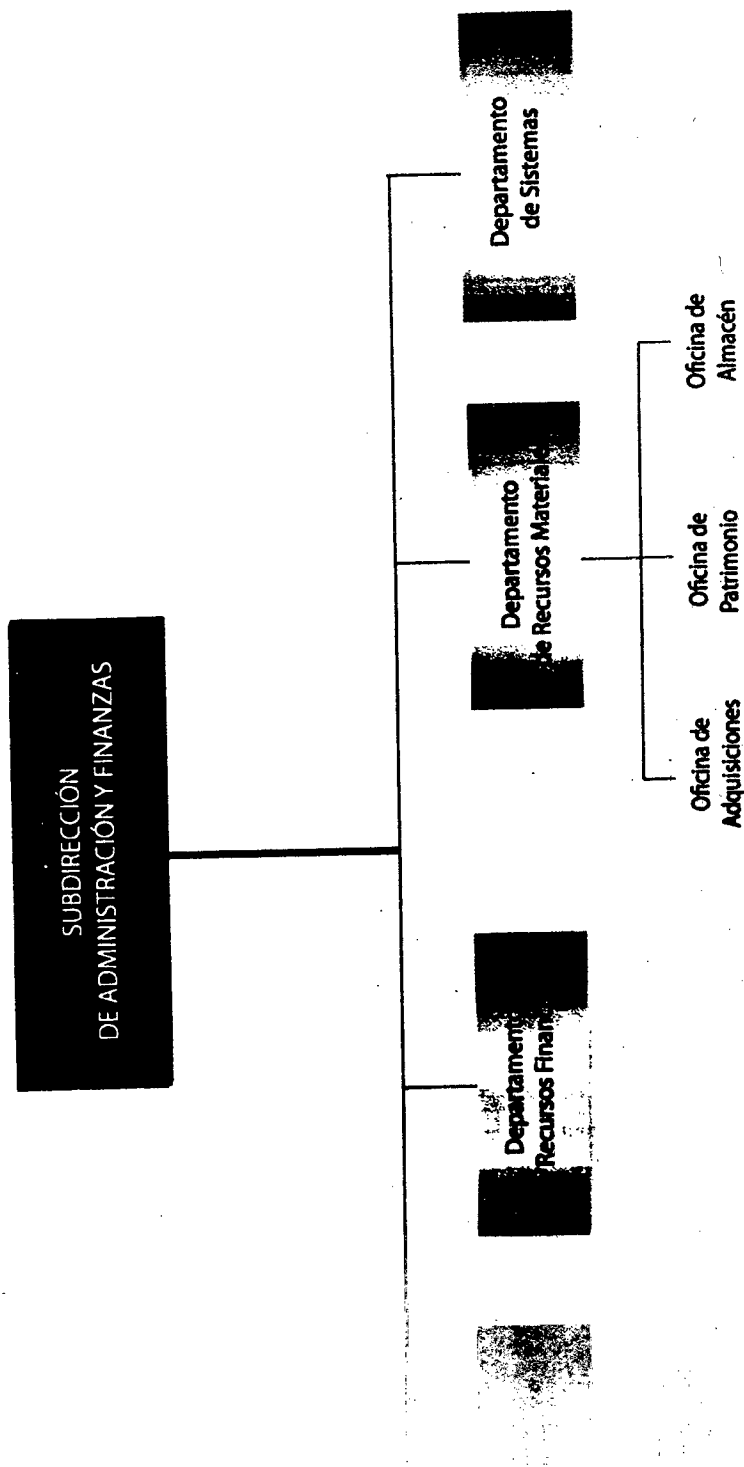 SUBDIRECCIÓN
DE ADMINISTRACIÓN Y FINANZAS
Departamento
Recursos
Departamento
de Recursos Materiale
Departamento
de Sistemas
Oficina de
Adquisiciones
Oficina de
Patrimonio
Oficina de
Almacén